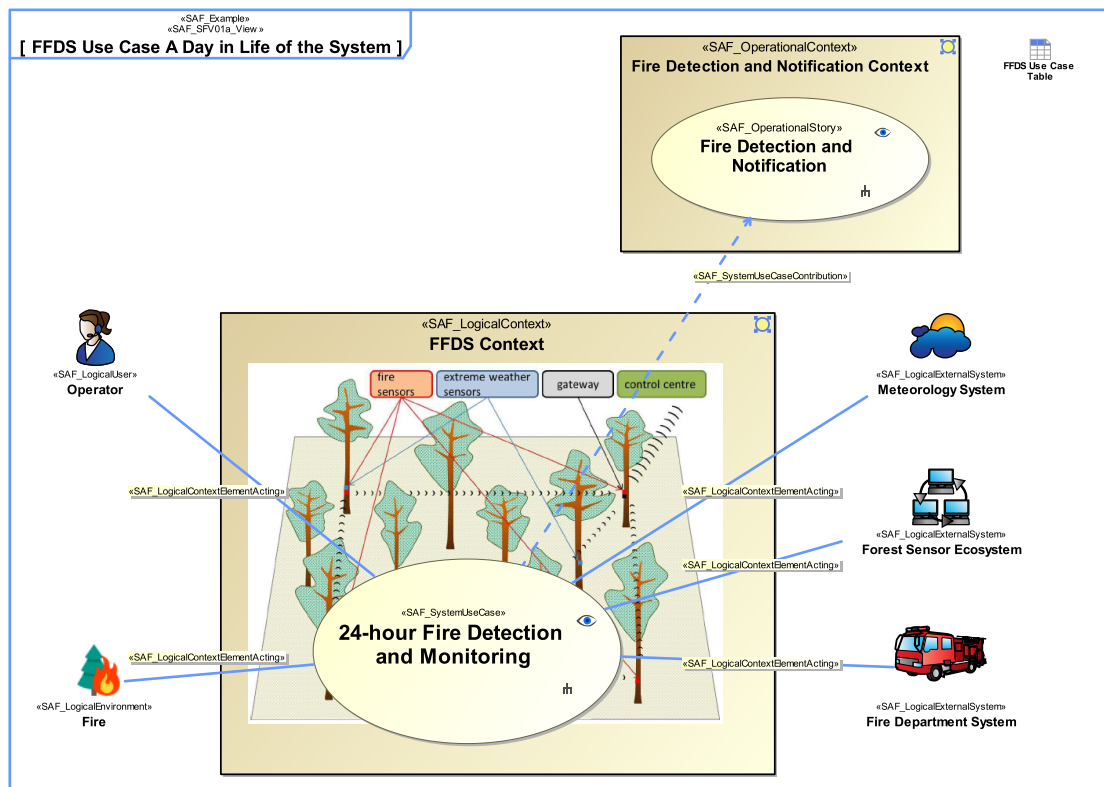 «SAF_Example»
«SAF_SFV01a_View »
[ FFDS Use Case A Day in Life of the System ]
«SAF_OperationalContext»
Fire Detection and Notification Context
«SAF_OperationalStory»
Fire Detection and
Notification
FFDS Use Case
Table
«SAF_SystemUseCaseContribution»
«SAF_LogicalContext»
FFDS Context
fire
sensors
extreme weather
sensors
gateway
control centre
«SAF_LogicalUser»
Operator
«SAF_LogicalExternalSystem»
Meteorology System
«SAF_LogicalContextElementActing»
«SAF_LogicalContextElementActing»
«SAF_LogicalExternalSystem»
Forest Sensor Ecosystem
«SAF_LogicalContextElementActing»
«SAF_SystemUseCase»
24-hour Fire Detection
and Monitoring
«SAF_LogicalContextElementActing»
«SAF_LogicalContextElementActing»
«SAF_LogicalEnvironment»
Fire
«SAF_LogicalExternalSystem»
Fire Department System